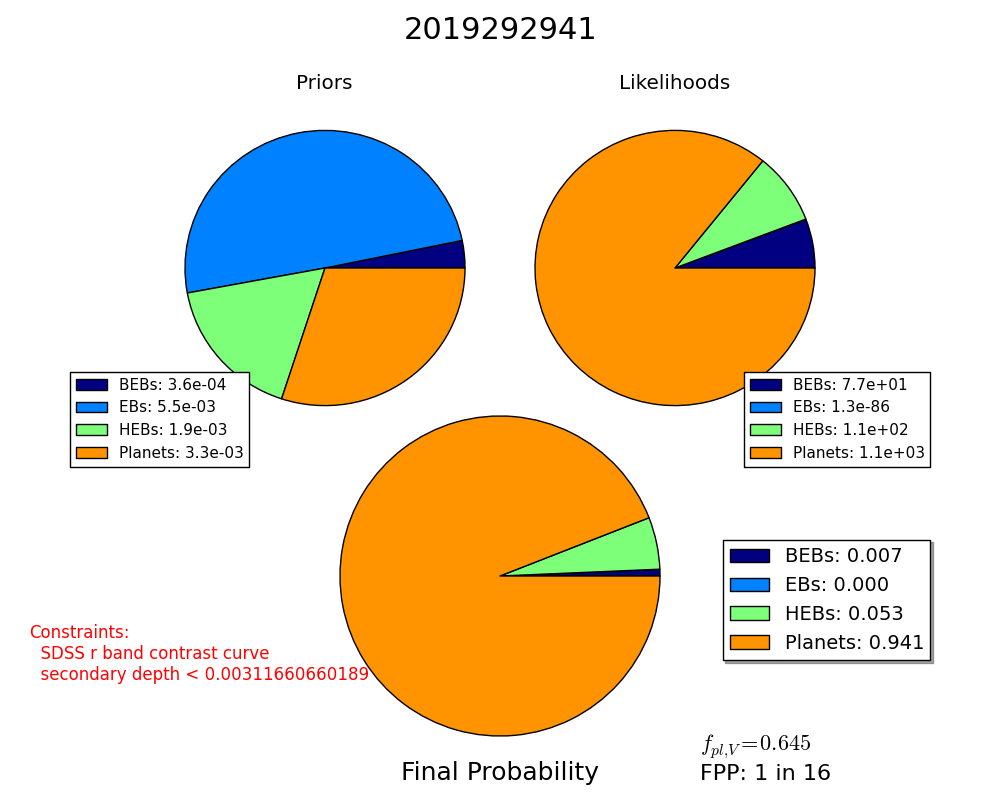 2019292941
Priors
Likelihoods
BEBs: 3.6e-04
EBs: 5.5e-03
HEBs: 1.9e-03
Planets: 3.3e-03
BEBs: 7.7e+01
EBs: 1.3e-86
HEBs: 1.1e+02
Planets: 1.1e+03
BEBs: 0.007
EBs: 0.000
HEBs: 0.053
Planets: 0.941
Constraints:
SDSS r band contrast curve
secondary depth < 0.00311660660189
f_{pl,V}=0.645
Final Probability
FPP: 1 in 16